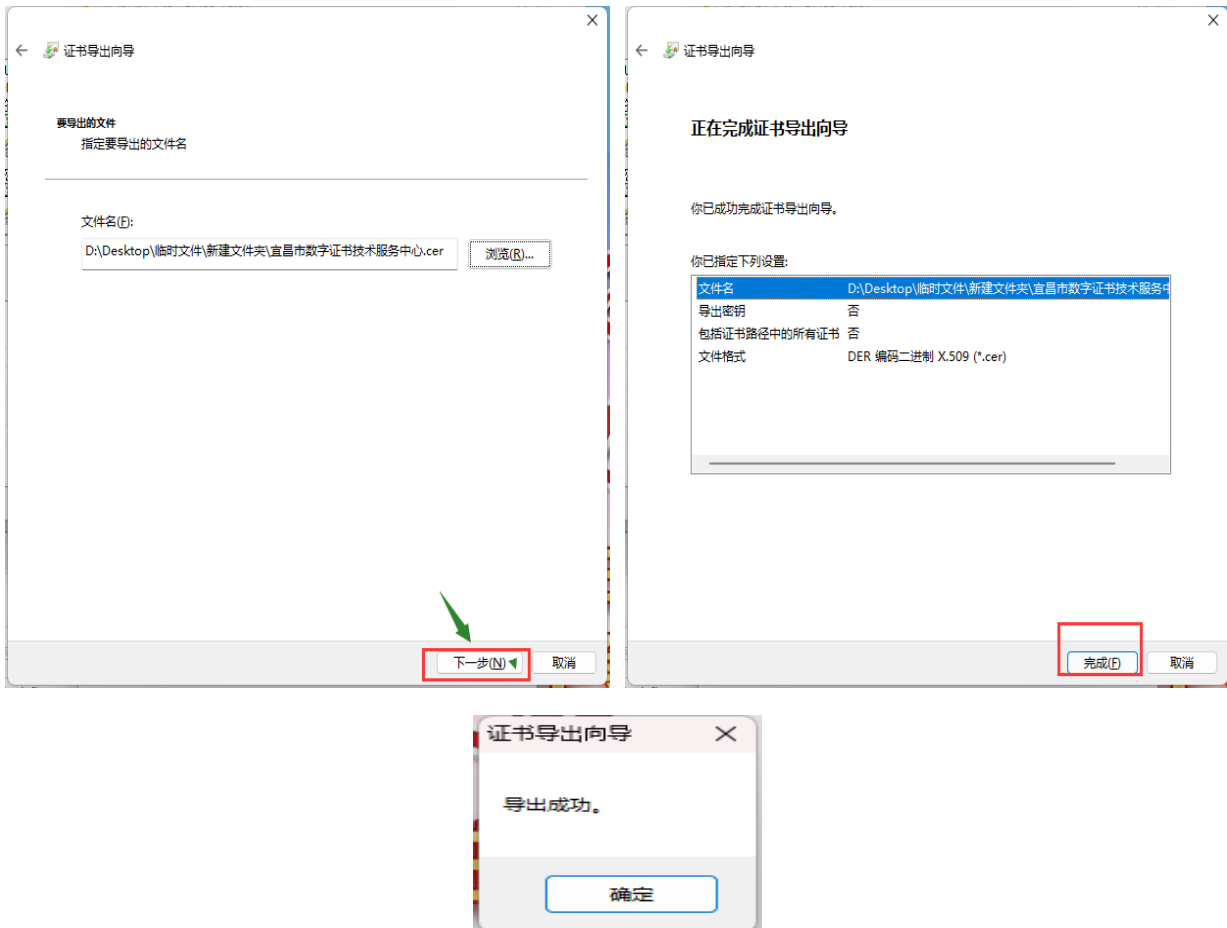 证书导出向导
要导出的文件
指定要导出的文件名
文件名(F):
D:\Desktop\临时文件\新建文件夹\宜昌市数字证书技术服务中心.cer
浏览(R)...
下一步(N)
取消
证书导出向导
正在完成证书导出向导
你已成功完成证书导出向导。
你已指定下列设置:
文件名 D:\Desktop\临时文件\新建文件夹\宜昌市数字证书技术服务
导出密钥 否
包括证书路径中的所有证书 否
文件格式 DER 编码二进制 X.509 (*.cer)
完成(F)
取消
证书导出向导
导出成功。
确定